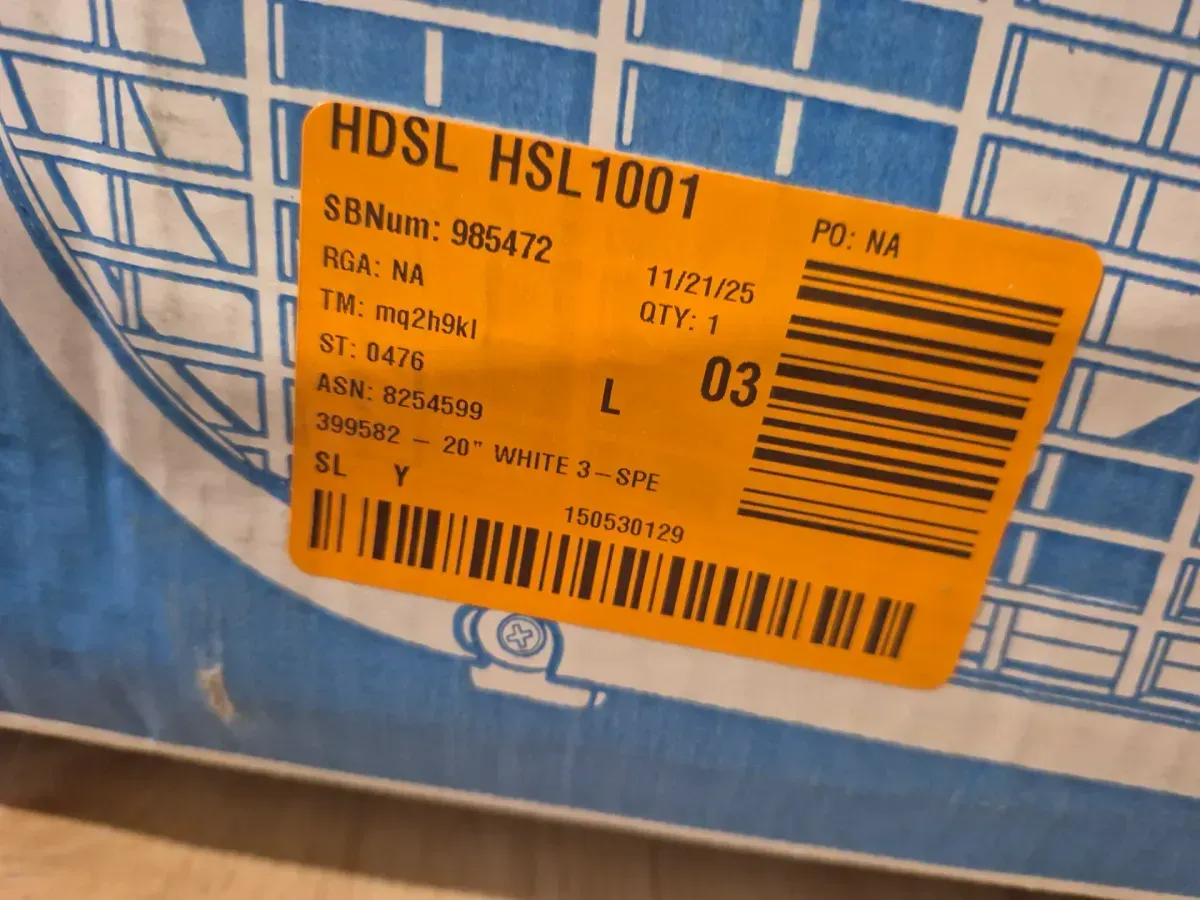 HDSL HSL1001
SBNum: 985472
PO: NA
RGA: NA
11/21/25
TM: mq2h9kl
QTY: 1
ST: 0476
L 03
ASN: 8254599
399582 – 20" WHITE 3–SPE
SL Y
150530129